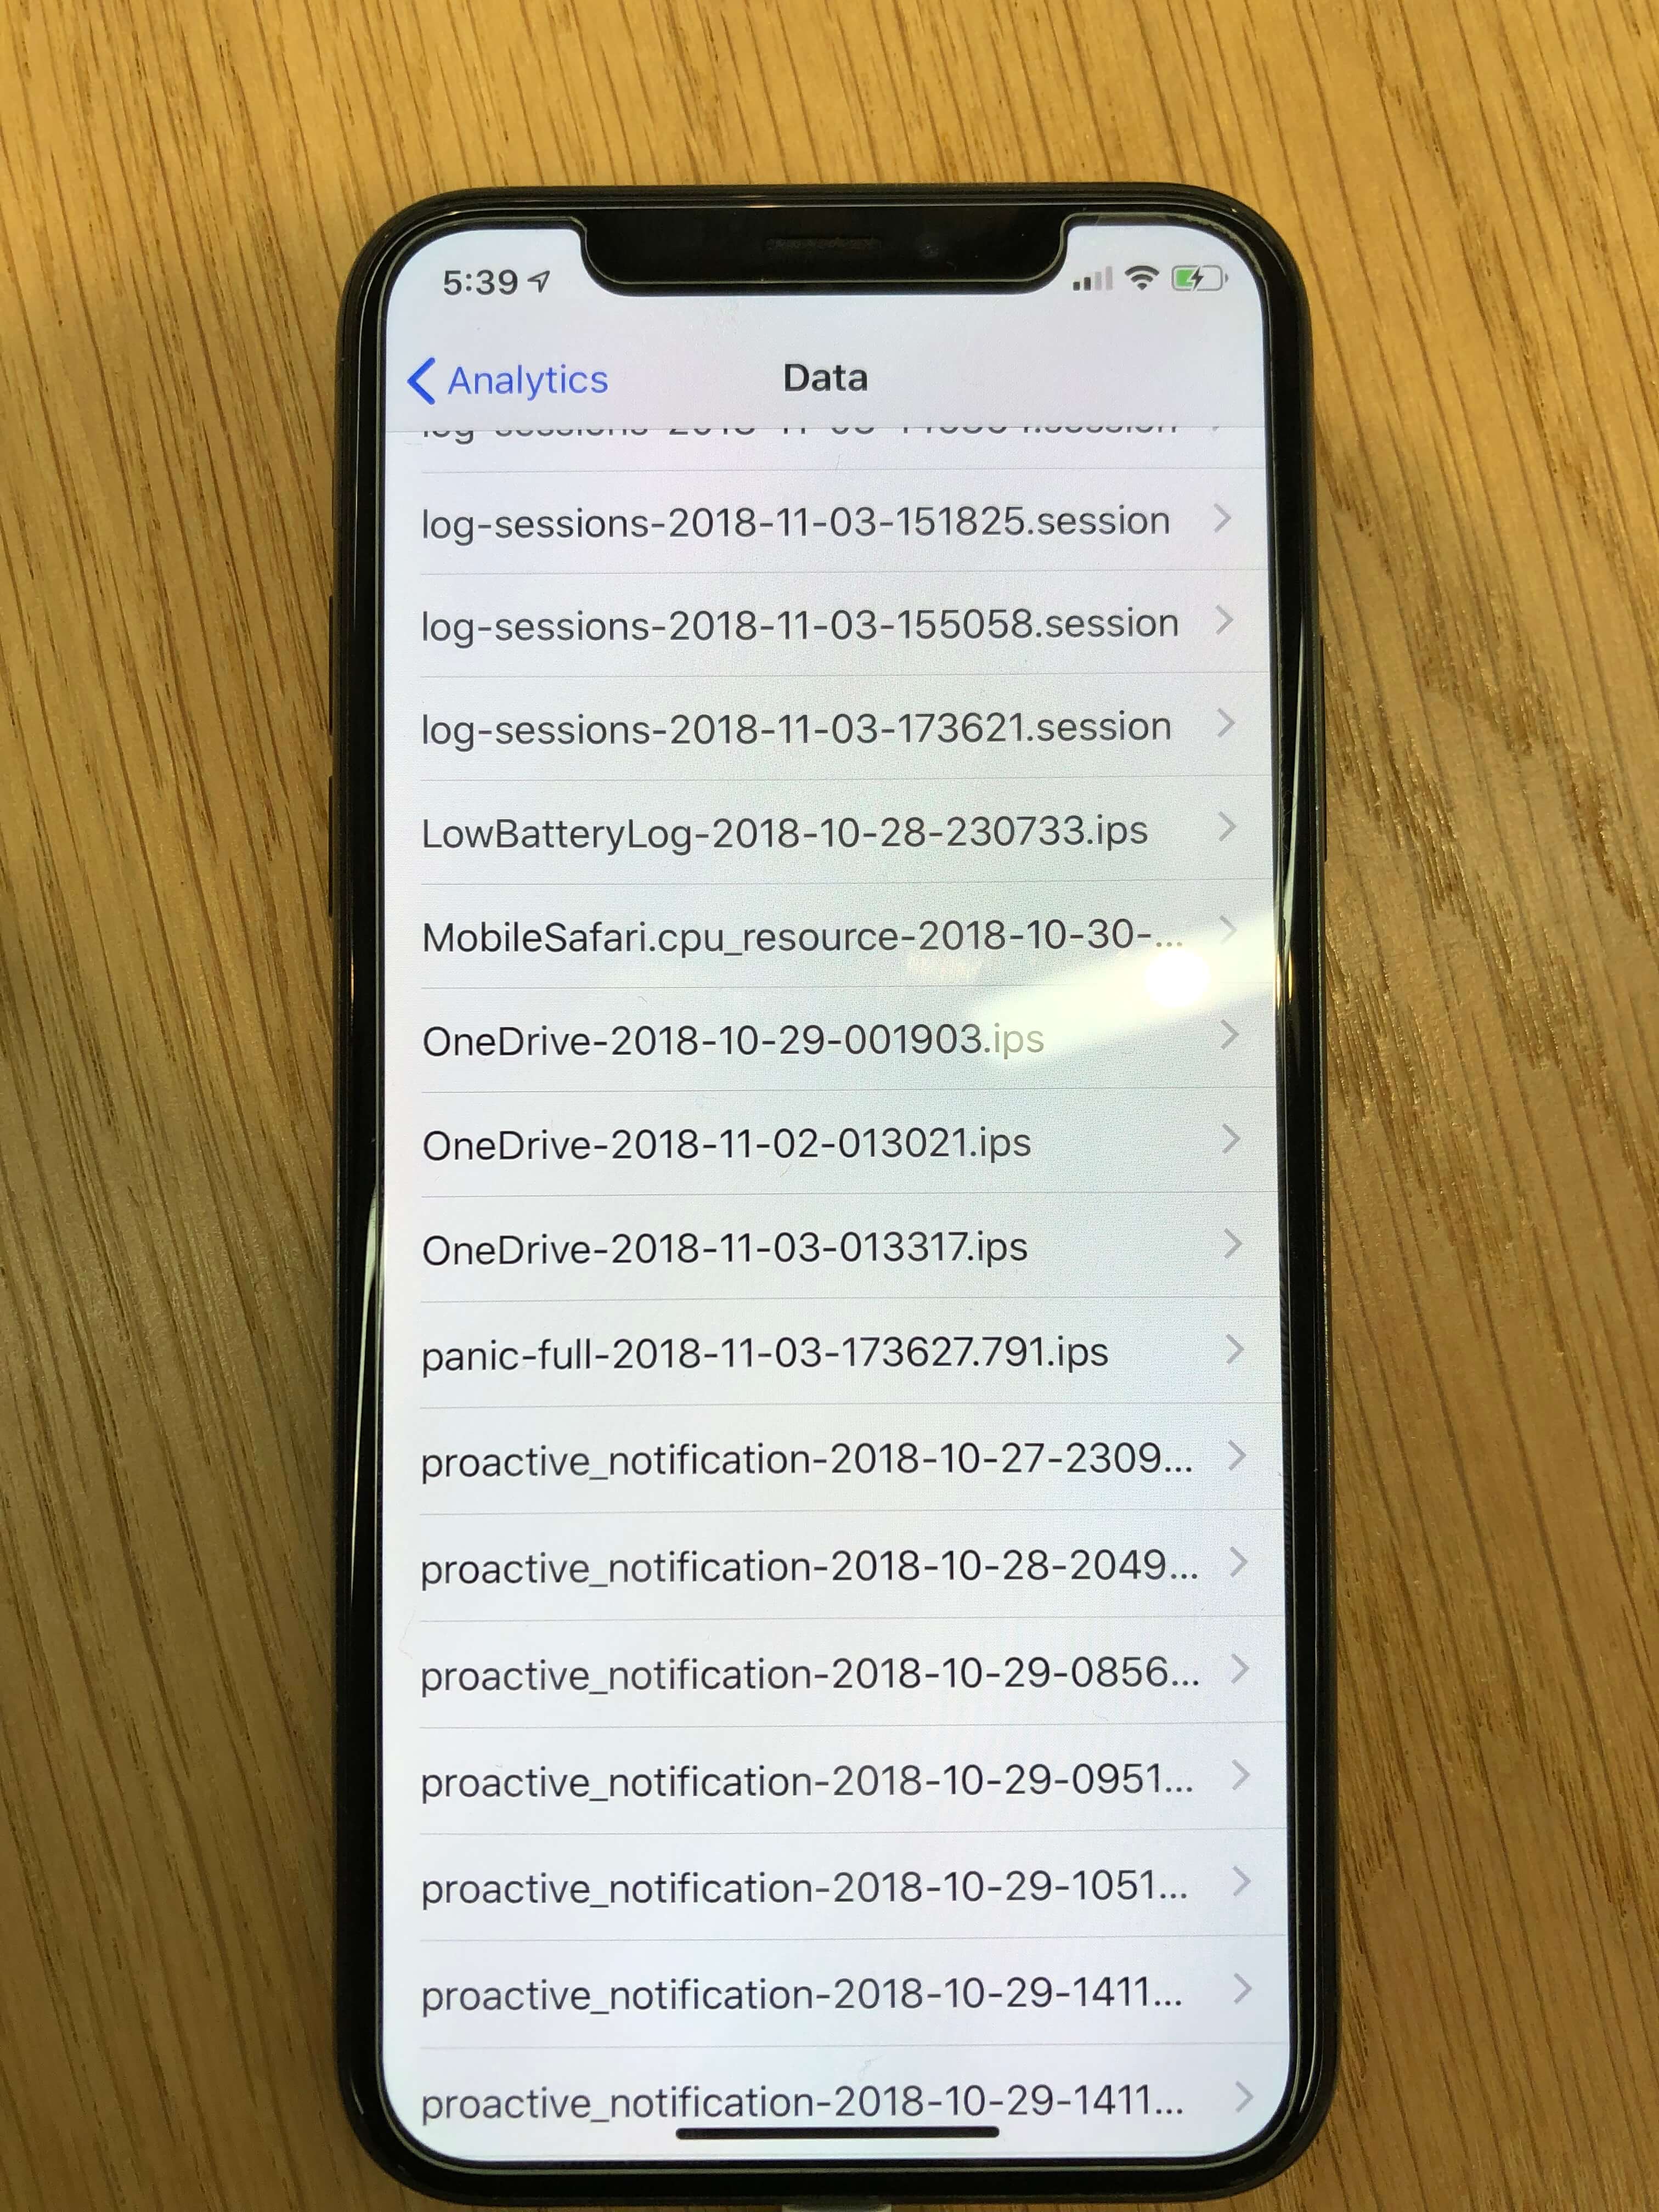 5:39
Analytics
Data
log-sessions-2018-11-03-151825.session
log-sessions-2018-11-03-155058.session
log-sessions-2018-11-03-173621.session
LowBatteryLog-2018-10-28-230733.ips
MobileSafari.cpu_resource-2018-10-30-...
OneDrive-2018-10-29-001903.ips
OneDrive-2018-11-02-013021.ips
OneDrive-2018-11-03-013317.ips
panic-full-2018-11-03-173627.791.ips
proactive_notification-2018-10-27-2309...
proactive_notification-2018-10-28-2049...
proactive_notification-2018-10-29-0856...
proactive_notification-2018-10-29-0951...
proactive_notification-2018-10-29-1051...
proactive_notification-2018-10-29-1411...
proactive_notification-2018-10-29-1411...